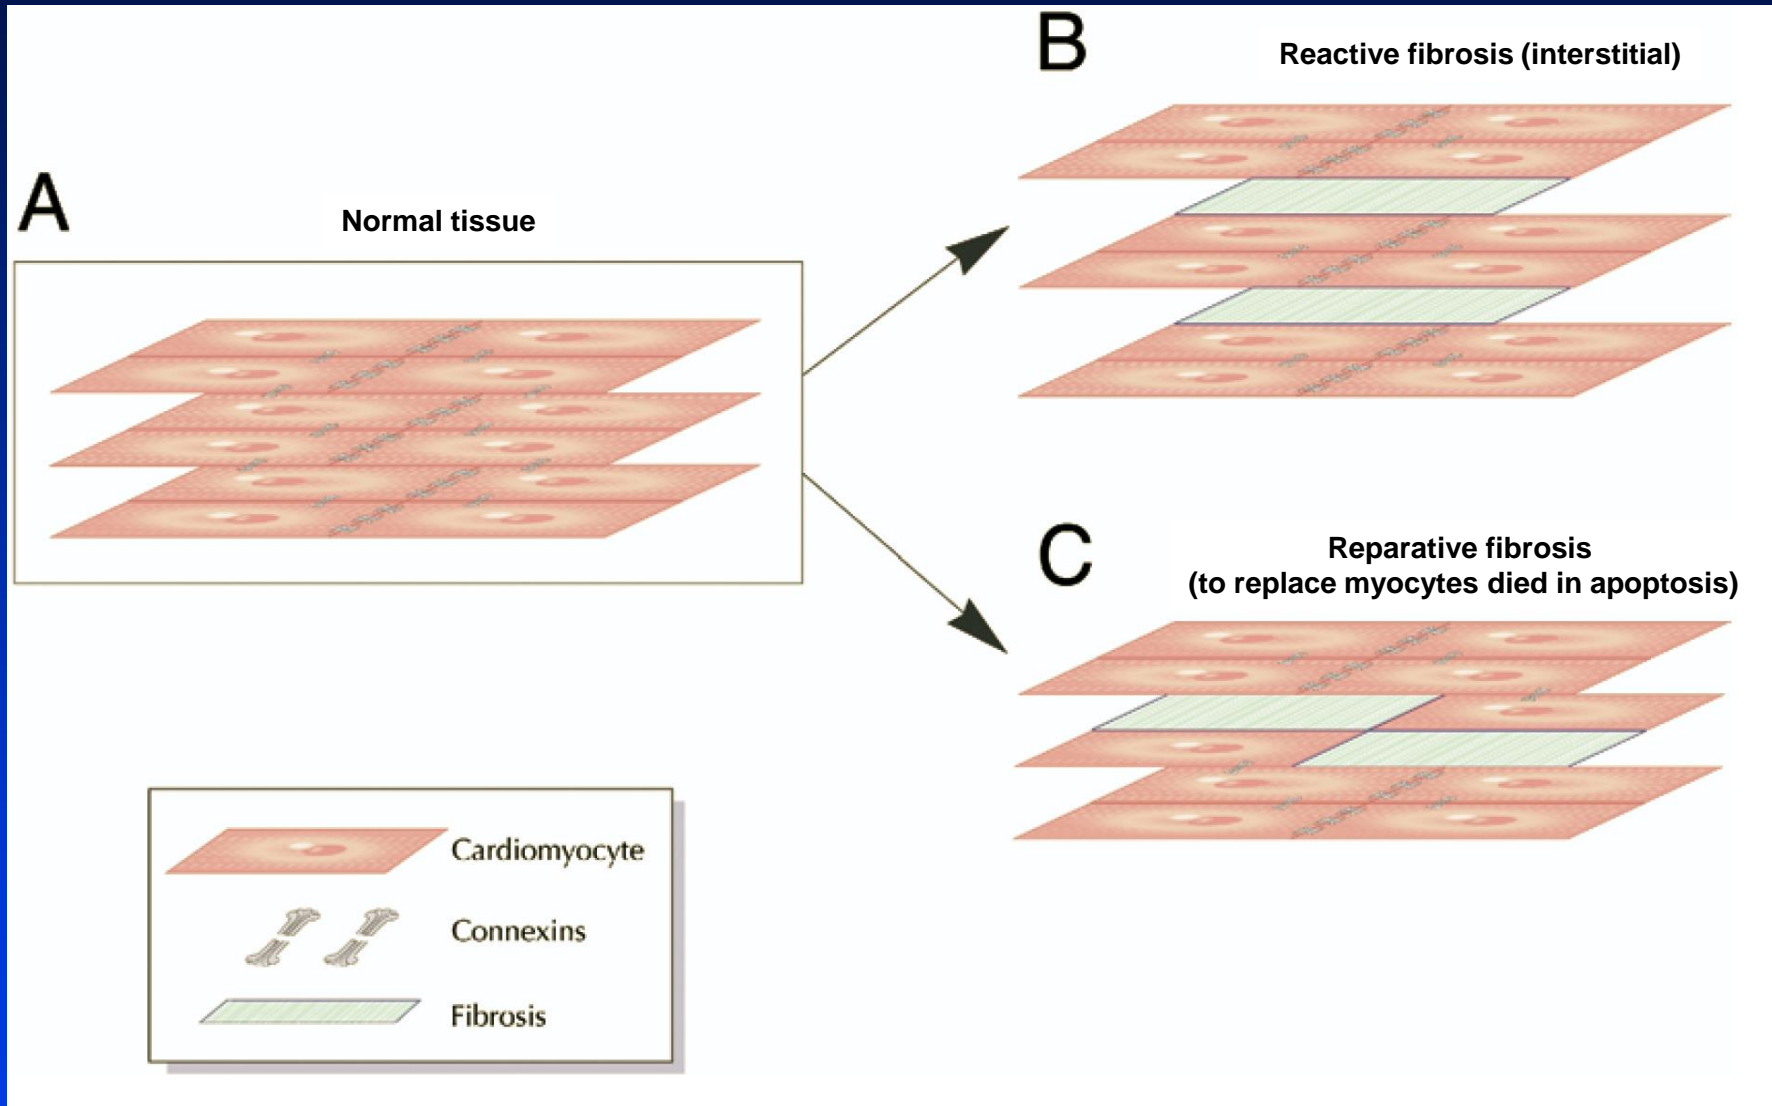 A
Normal tissue
B
Reactive fibrosis (interstitial)
C
Reparative fibrosis
(to replace myocytes died in apoptosis)
Cardiomyocyte
Connexins
Fibrosis